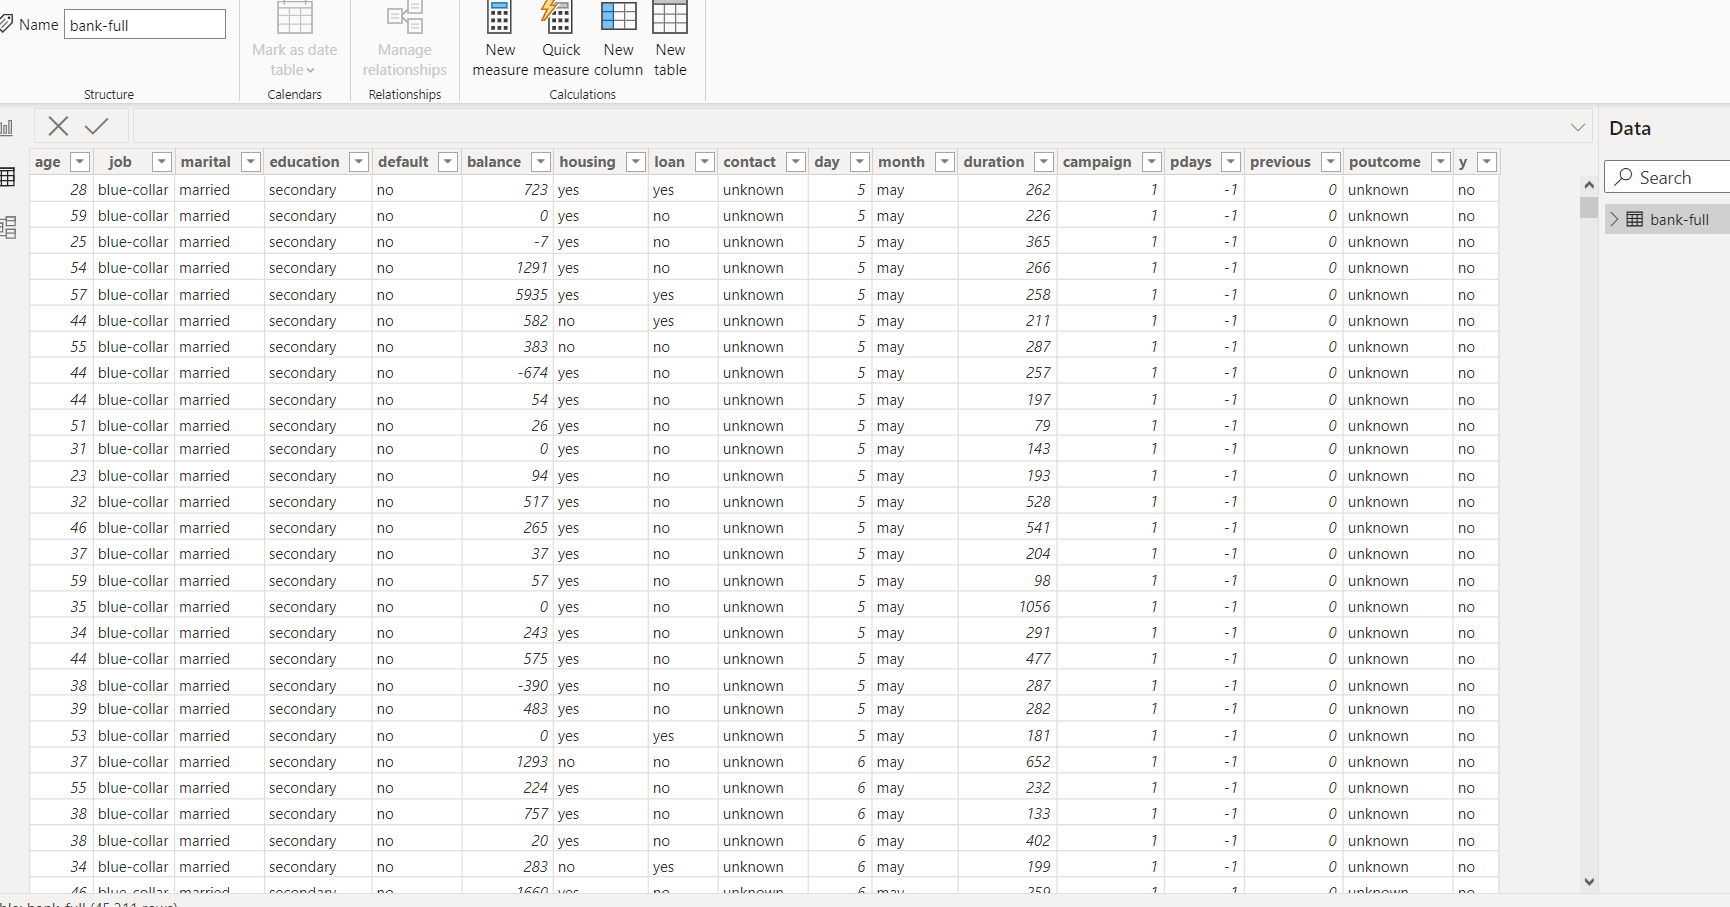 Name bank-full
Mark as date table
Manage relationships
New measure
Quick measure
New column
New table
Structure
Calendars
Relationships
Calculations
Data
Search
bank-full
age job marital education default balance housing loan contact day month duration campaign pdays previous poutcome y
28 blue-collar married secondary no 723 yes yes unknown 5 may 262 1 -1 0 unknown no
59 blue-collar married secondary no 0 yes no unknown 5 may 226 1 -1 0 unknown no
25 blue-collar married secondary no -7 yes no unknown 5 may 365 1 -1 0 unknown no
54 blue-collar married secondary no 1291 yes no unknown 5 may 266 1 -1 0 unknown no
57 blue-collar married secondary no 5935 yes yes unknown 5 may 258 1 -1 0 unknown no
44 blue-collar married secondary no 582 no yes unknown 5 may 211 1 -1 0 unknown no
55 blue-collar married secondary no 383 no no unknown 5 may 287 1 -1 0 unknown no
44 blue-collar married secondary no -674 yes no unknown 5 may 257 1 -1 0 unknown no
44 blue-collar married secondary no 54 yes no unknown 5 may 197 1 -1 0 unknown no
51 blue-collar married secondary no 26 yes no unknown 5 may 79 1 -1 0 unknown no
31 blue-collar married secondary no 0 yes no unknown 5 may 143 1 -1 0 unknown no
23 blue-collar married secondary no 94 yes no unknown 5 may 193 1 -1 0 unknown no
32 blue-collar married secondary no 517 yes no unknown 5 may 528 1 -1 0 unknown no
46 blue-collar married secondary no 265 yes no unknown 5 may 541 1 -1 0 unknown no
37 blue-collar married secondary no 37 yes no unknown 5 may 204 1 -1 0 unknown no
59 blue-collar married secondary no 57 yes no unknown 5 may 98 1 -1 0 unknown no
35 blue-collar married secondary no 0 yes no unknown 5 may 1056 1 -1 0 unknown no
34 blue-collar married secondary no 243 yes no unknown 5 may 291 1 -1 0 unknown no
44 blue-collar married secondary no 575 yes no unknown 5 may 477 1 -1 0 unknown no
38 blue-collar married secondary no -390 yes no unknown 5 may 287 1 -1 0 unknown no
39 blue-collar married secondary no 483 yes no unknown 5 may 282 1 -1 0 unknown no
53 blue-collar married secondary no 0 yes yes unknown 5 may 181 1 -1 0 unknown no
37 blue-collar married secondary no 1293 no no unknown 6 may 652 1 -1 0 unknown no
55 blue-collar married secondary no 224 yes no unknown 6 may 232 1 -1 0 unknown no
38 blue-collar married secondary no 757 yes no unknown 6 may 133 1 -1 0 unknown no
38 blue-collar married secondary no 20 yes no unknown 6 may 402 1 -1 0 unknown no
34 blue-collar married secondary no 283 no yes unknown 6 may 199 1 -1 0 unknown no
46 blue-collar married secondary no 1660 yes no unknown 6 may 259 1 -1 0 unknown no
bank-full (45,211 rows)